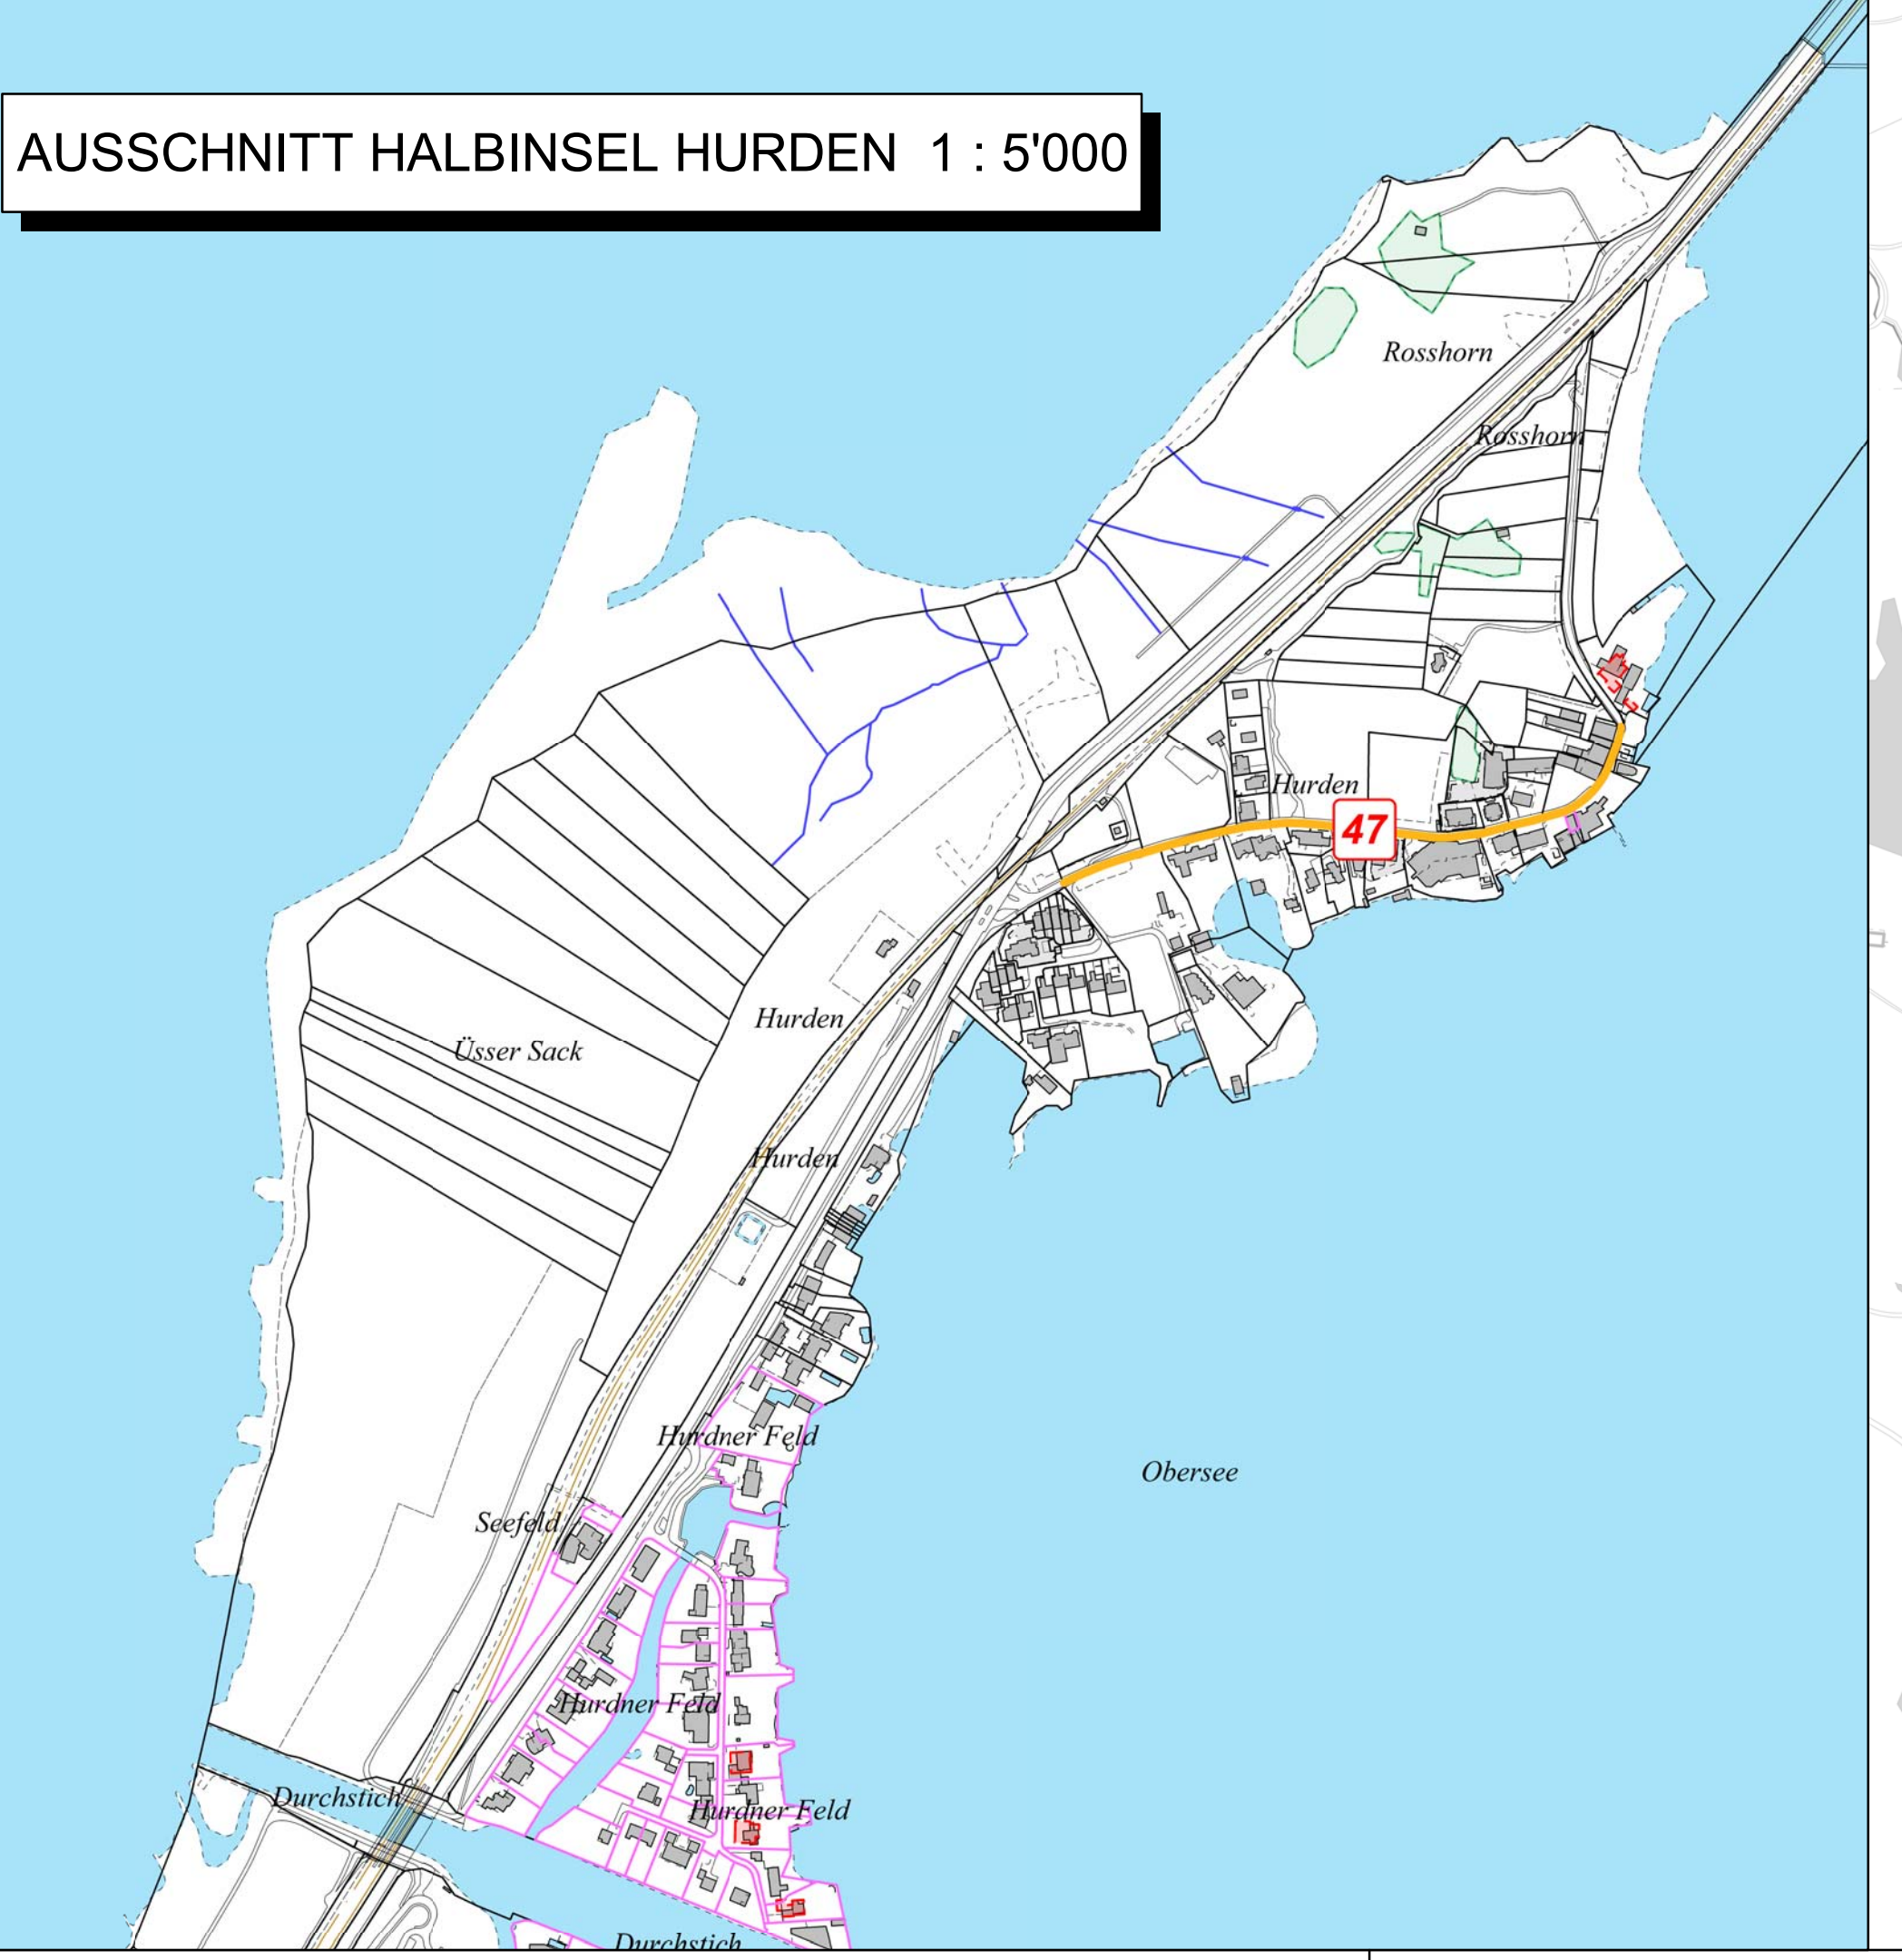 AUSSCHNITT HALBINSEL HURDEN 1 : 5'000
Rosshorn
Rosshorn
Hurden
47
Hurden
Üsser Sack
Hurden
Hurdner Feld
Obersee
Seefeld
Hurdner Feld
Durchstich
Hurdner Feld
Durchstich